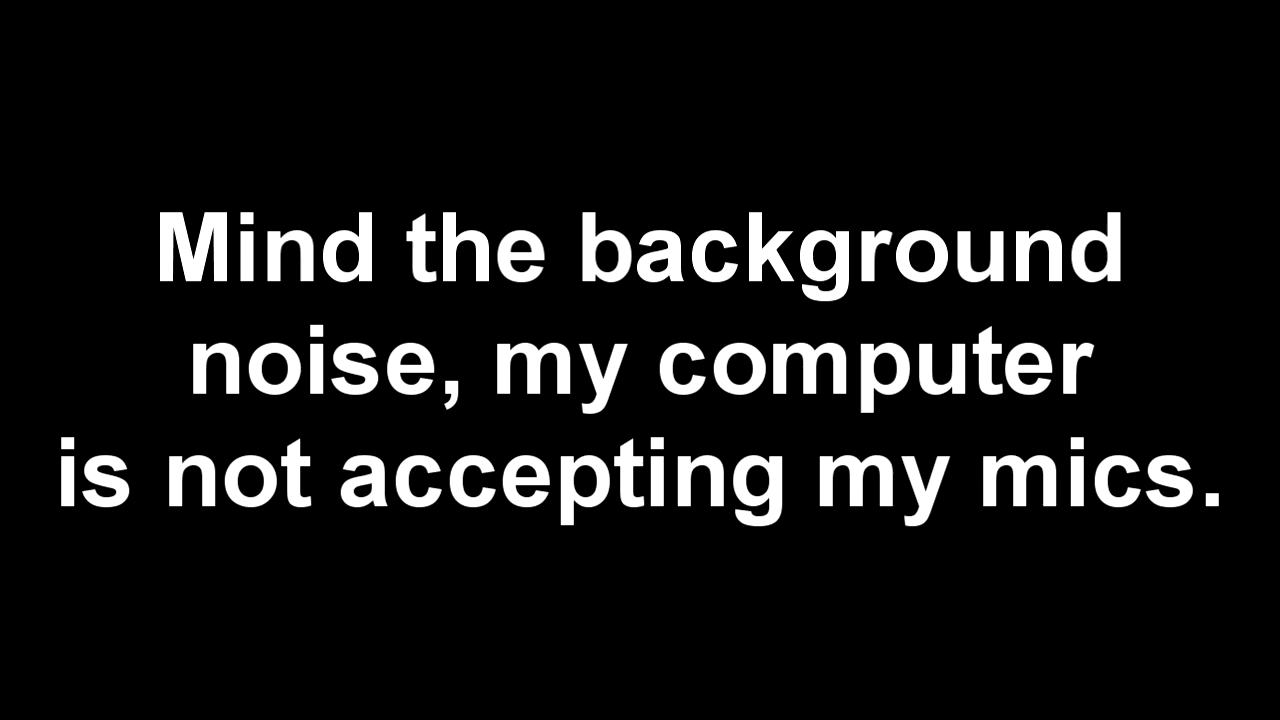 Mind the background
noise, my computer
is not accepting my mics.